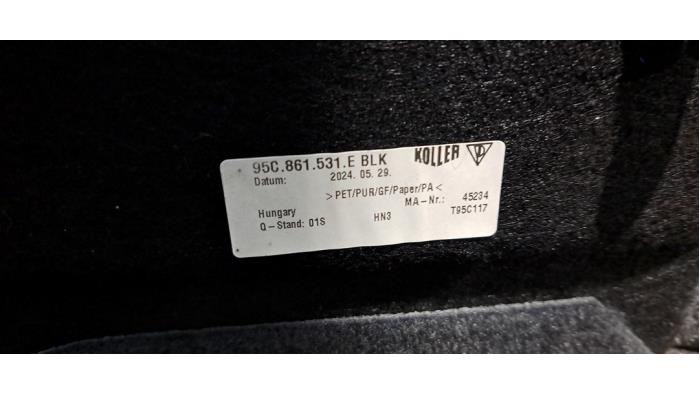 95C.861.531.E BLK KOLLER
Datum: 2024. 05. 29.
>PET/PUR/GF/Paper/PA<
MA-Nr.: 45234
Hungary HN3 T95C117
Q-Stand: 01S